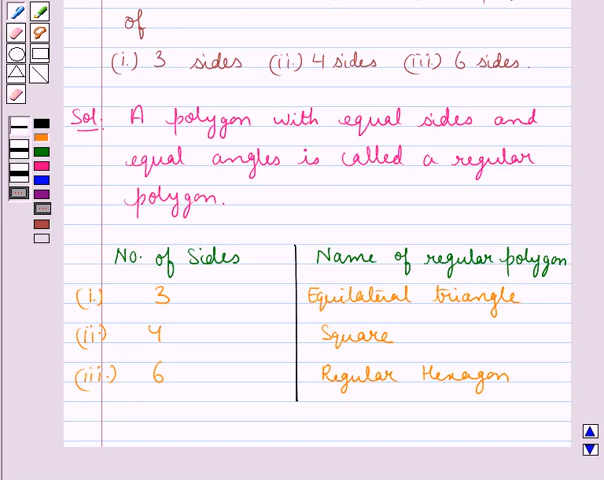 of
(i.) 3 sides (ii.) 4 sides (iii.) 6 sides.
Sol: A polygon with equal sides and
equal angles is called a regular
polygon.
No. of Sides Name of regular polygon
(i.) 3 Equilateral triangle
(ii.) 4 Square
(iii.) 6 Regular Hexagon